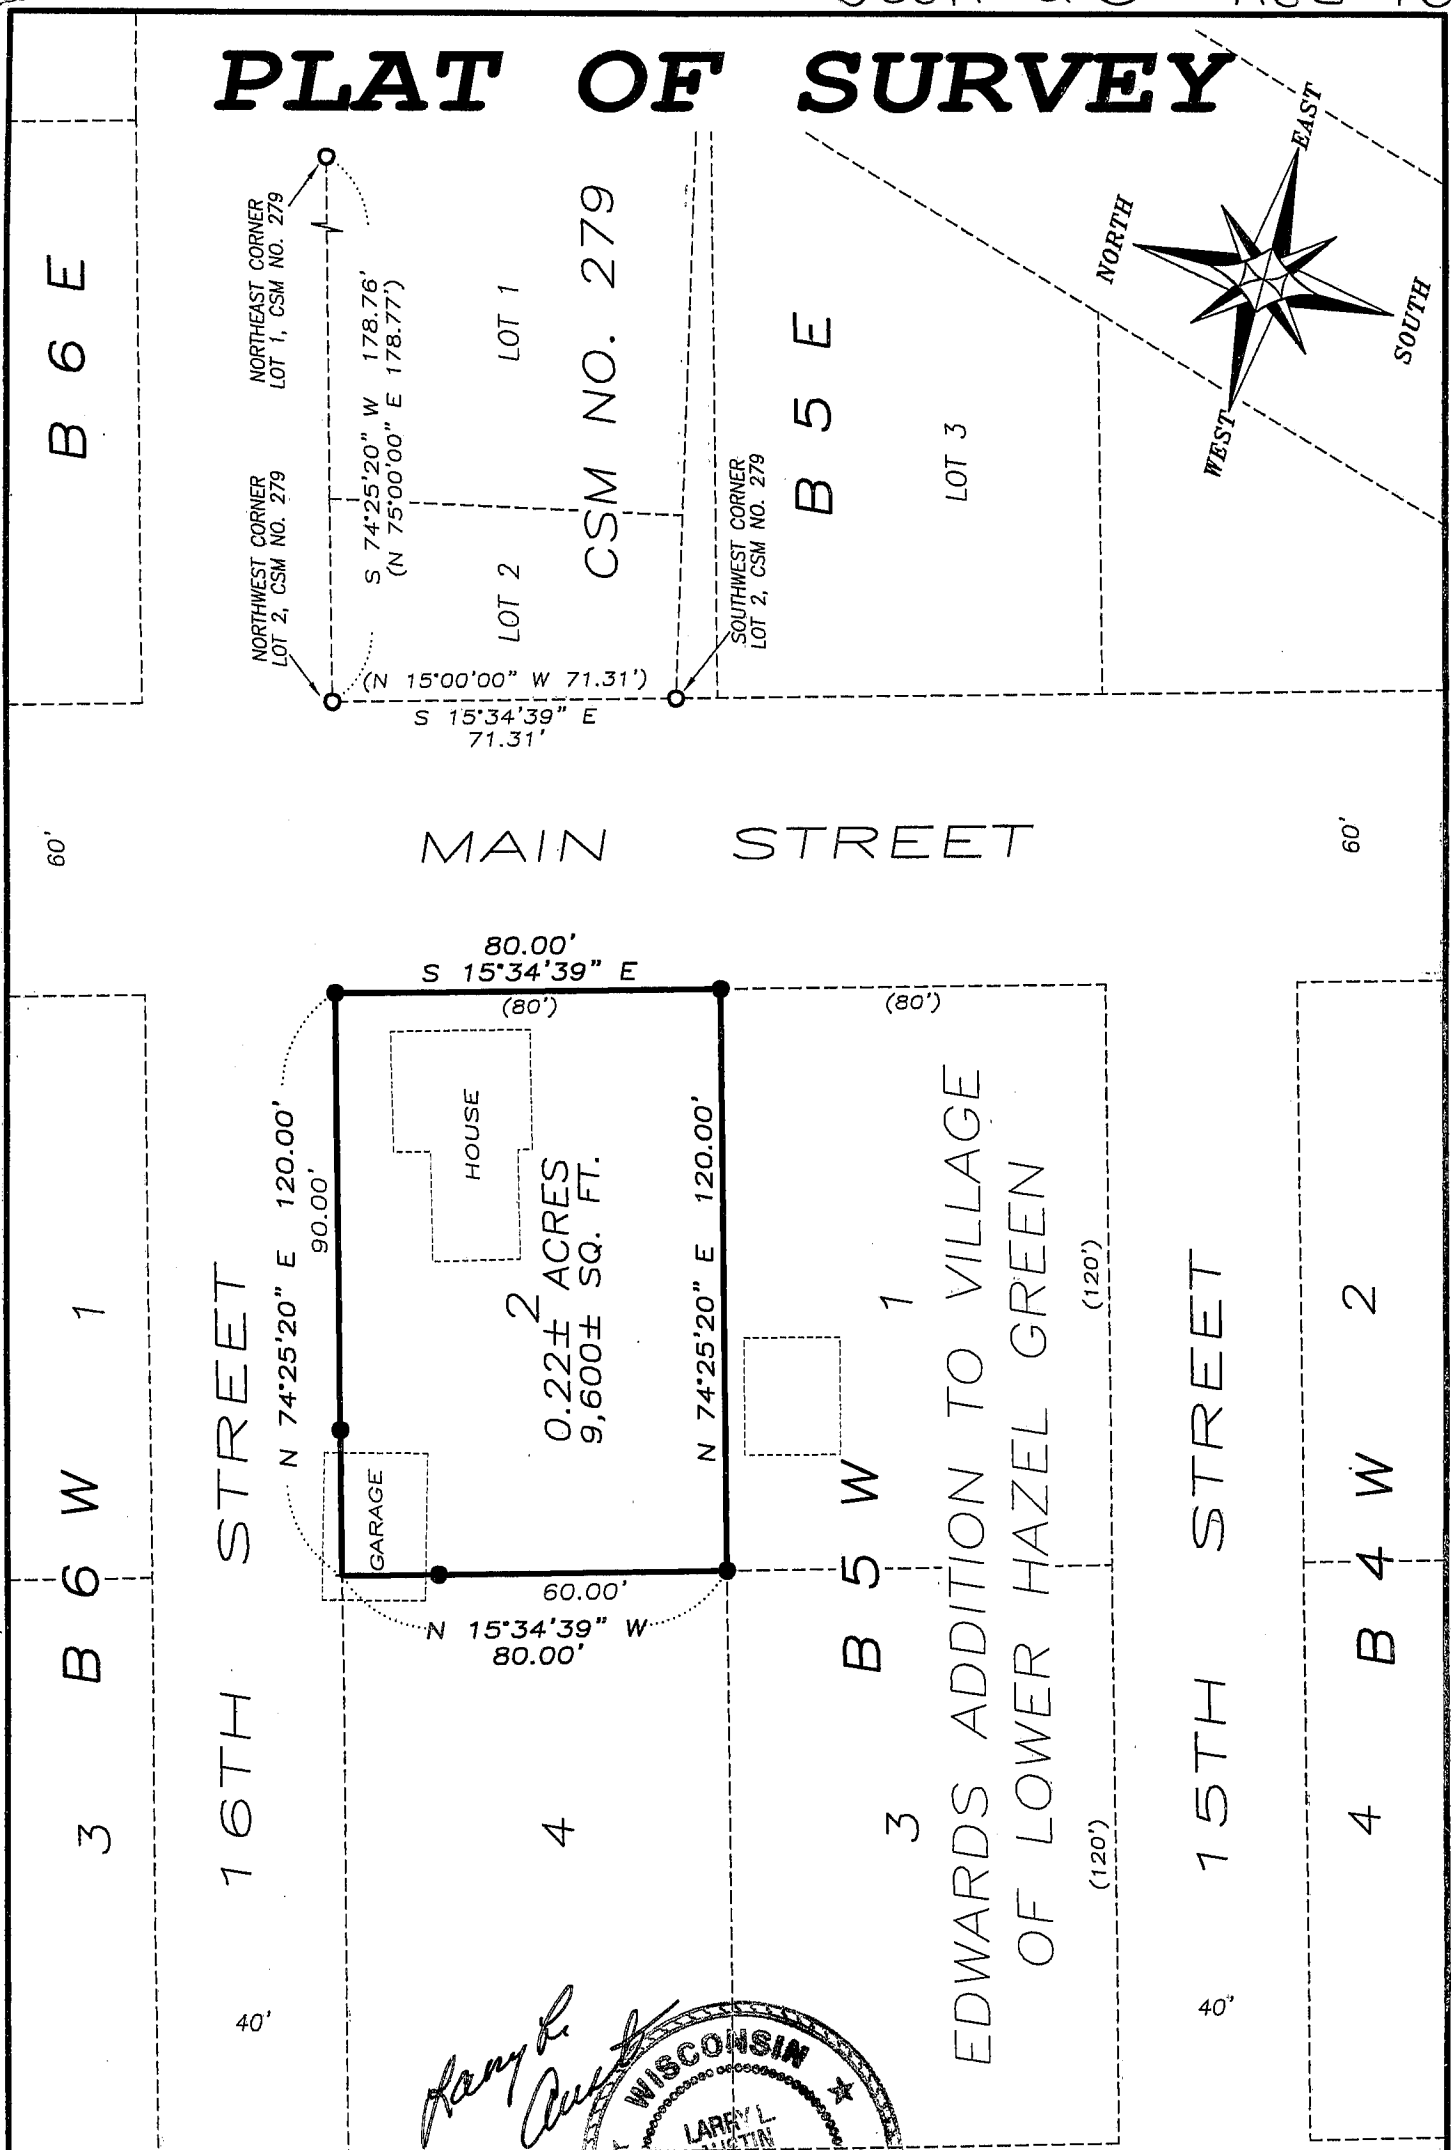 PLAT OF SURVEY
B 6 E
NORTHEAST CORNER
LOT 1, CSM NO. 279
S 74°25'20" W 178.76'
(N 75°00'00" E 178.77')
LOT 1
CSM NO. 279
NORTH
EAST
SOUTH
WEST
B 5 E
LOT 3
NORTHWEST CORNER
LOT 2, CSM NO. 279
LOT 2
SOUTHWEST CORNER
LOT 2, CSM NO. 279
(N 15°00'00" W 71.31')
S 15°34'39" E
71.31'
60'
MAIN STREET
60'
80.00'
S 15°34'39" E
(80')
(80')
N 74°25'20" E 120.00'
90.00'
HOUSE
2
0.22± ACRES
9,600± SQ. FT.
N 74°25'20" E 120.00'
GARAGE
60.00'
N 15°34'39" W
80.00'
1
B 6 W
3
16TH STREET
40'
4
1
B 5 W
3
EDWARDS ADDITION TO VILLAGE
OF LOWER HAZEL GREEN
(120')
(120')
15TH STREET
40'
2
B 4 W
4
Larry L.
Austin
WISCONSIN
LARRY L.
AUSTIN